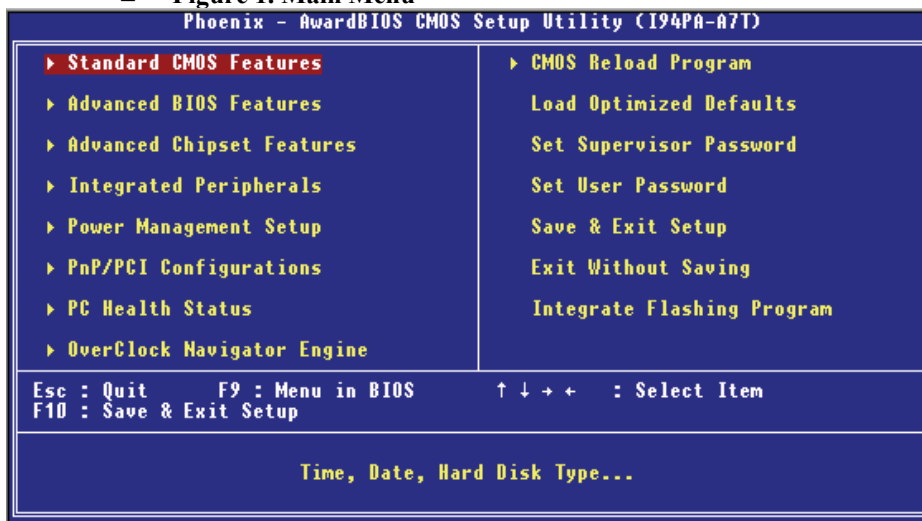 Figure 1. Main Menu
Phoenix - AwardBIOS CMOS Setup Utility (I94PA-A7T)
Standard CMOS Features
Advanced BIOS Features
Advanced Chipset Features
Integrated Peripherals
Power Management Setup
PnP/PCI Configurations
PC Health Status
OverClock Navigator Engine
CMOS Reload Program
Load Optimized Defaults
Set Supervisor Password
Set User Password
Save & Exit Setup
Exit Without Saving
Integrate Flashing Program
Esc : Quit F9 : Menu in BIOS ↑ ↓ → ← : Select Item
F10 : Save & Exit Setup
Time, Date, Hard Disk Type...